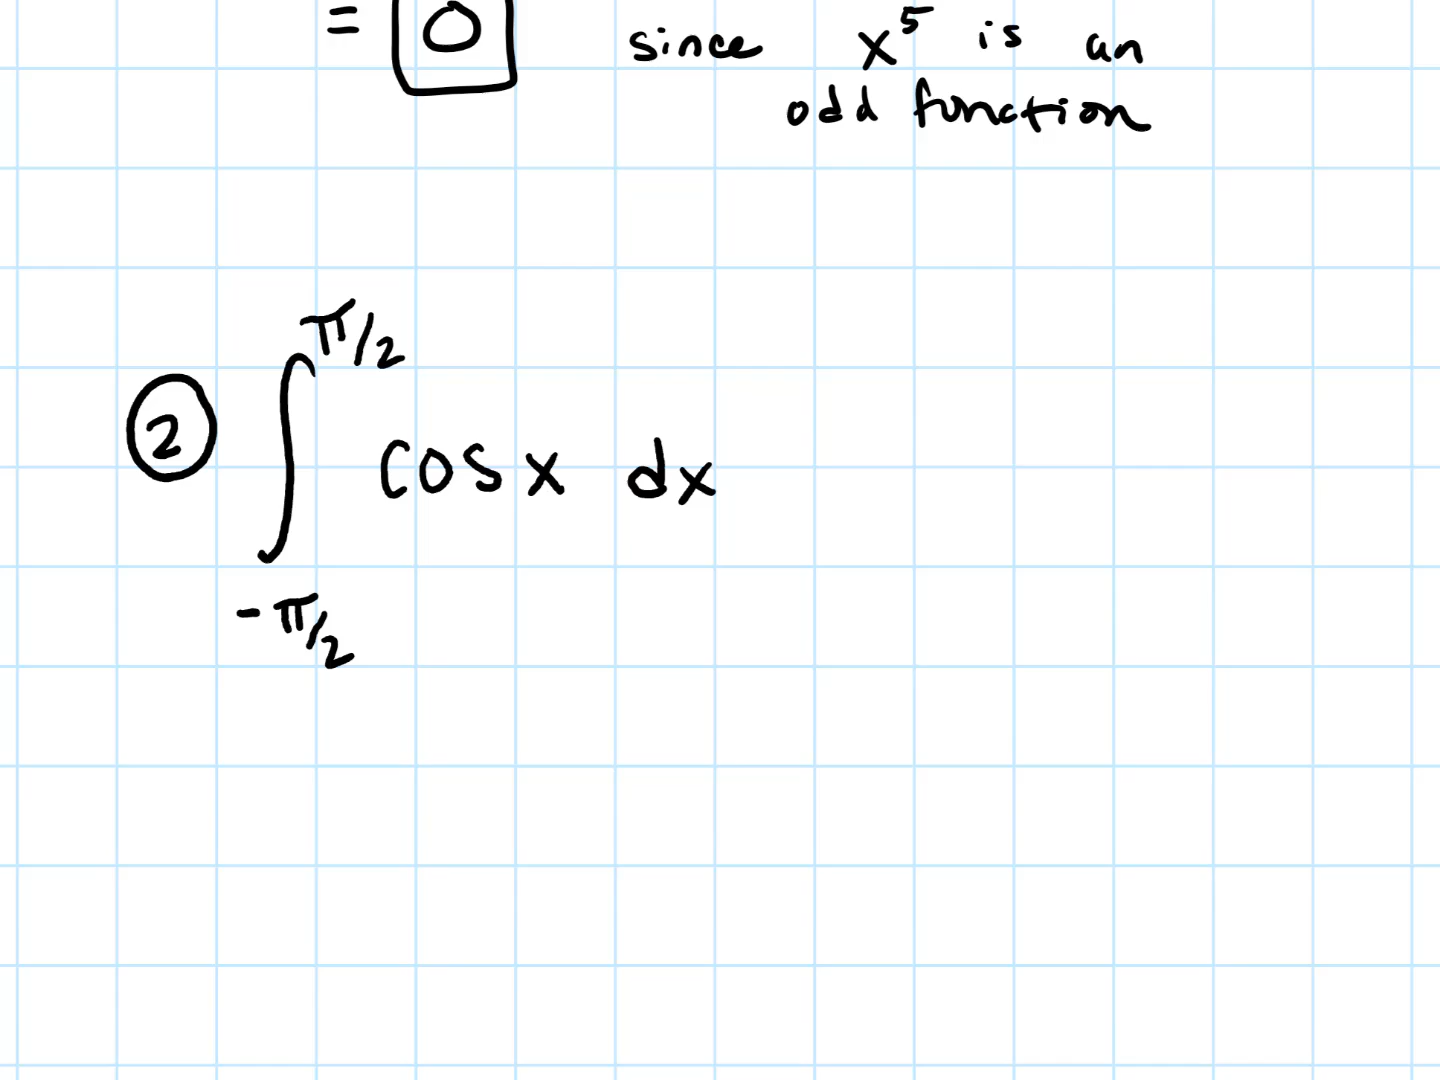 = 0 since x⁵ is an
odd function
② ∫_{-π/2}^{π/2} cos x dx